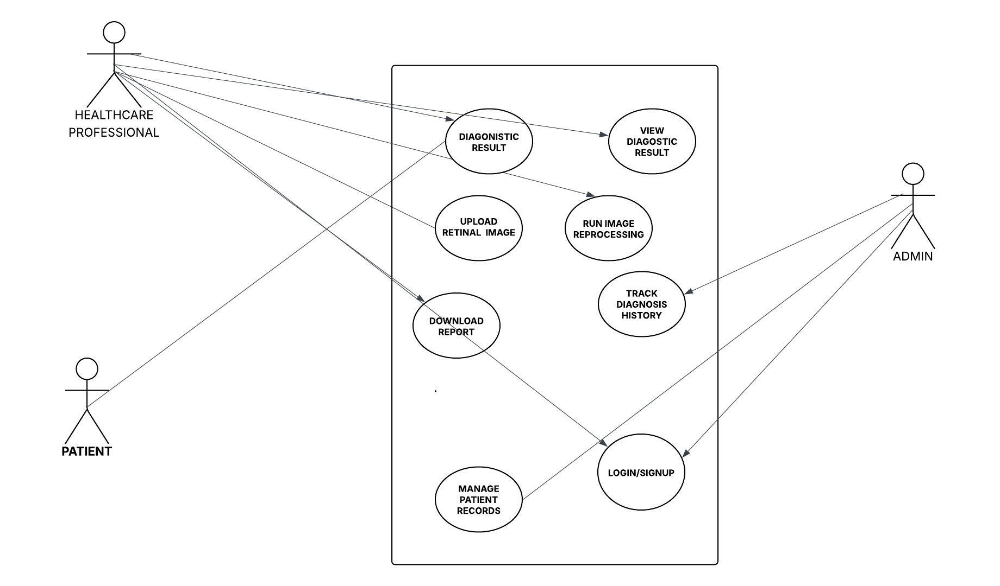 HEALTHCARE
PROFESSIONAL
DIAGONISTIC
RESULT
VIEW
DIAGOSTIC
RESULT
UPLOAD
RETINAL IMAGE
RUN IMAGE
REPROCESSING
ADMIN
TRACK
DIAGNOSIS
HISTORY
DOWNLOAD
REPORT
PATIENT
LOGIN/SIGNUP
MANAGE
PATIENT
RECORDS